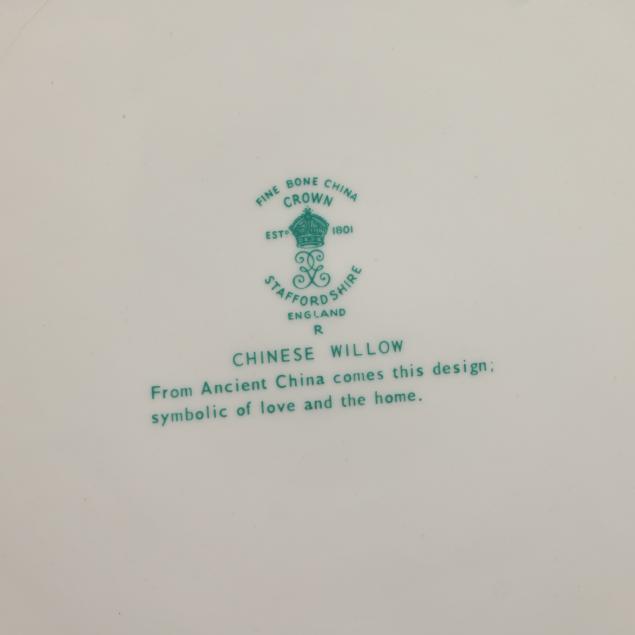 FINE BONE CHINA
CROWN
ESTD 1801
STAFFORDSHIRE
ENGLAND
R
CHINESE WILLOW
From Ancient China comes this design;
symbolic of love and the home.